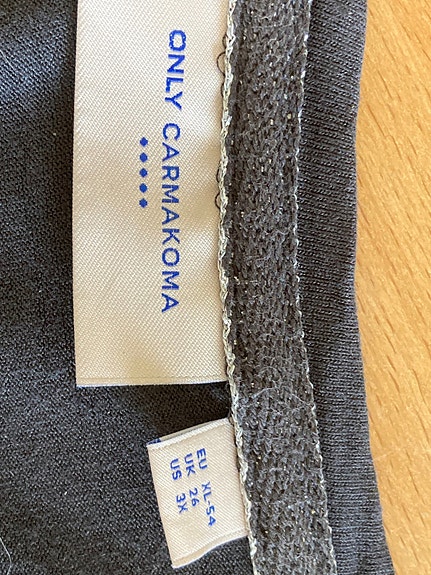 ONLY CARMAKOMA
EU XL-54
UK 26
US 3X